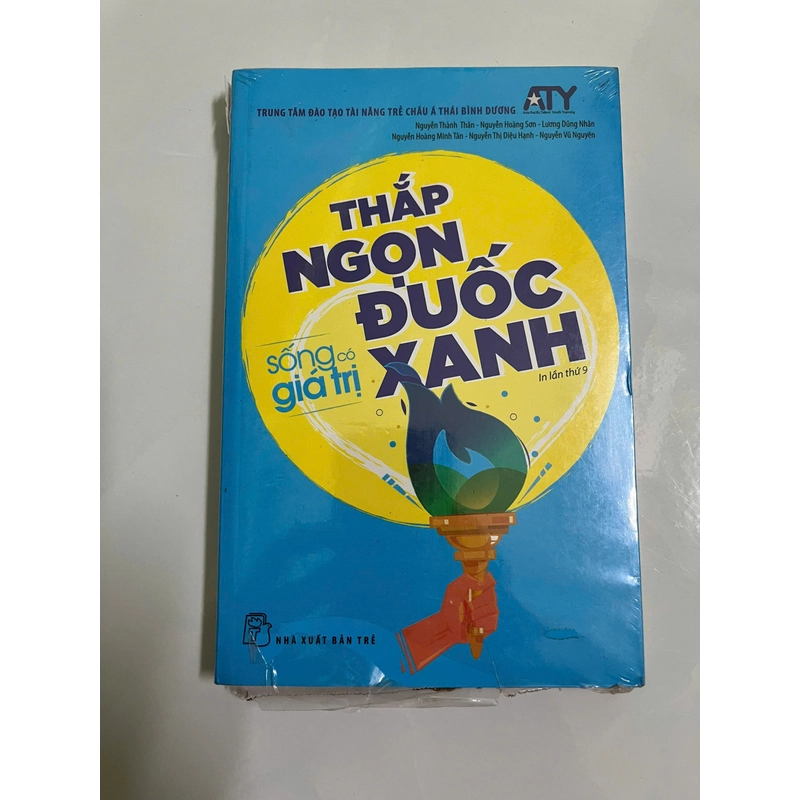 TRUNG TÂM ĐÀO TẠO TÀI NĂNG TRẺ CHÂU Á THÁI BÌNH DƯƠNG
ATY
Nguyễn Thành Thân - Nguyễn Hoàng Sơn - Lương Dũng Nhân
Nguyễn Hoàng Minh Tân - Nguyễn Thị Diệu Hạnh - Nguyễn Vũ Nguyện
THẮP
NGỌN
ĐUỐC
XANH
sống có
giá trị
In lần thứ 9
NHÀ XUẤT BẢN TRẺ